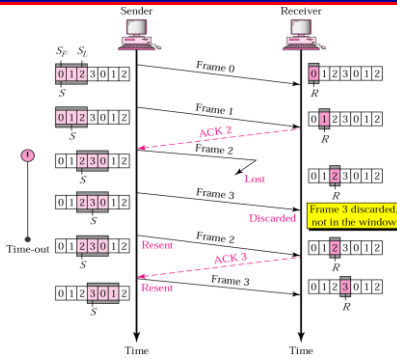 Sender
Receiver
S_F S_L
0 1 2 3 0 1 2
S
Frame 0
0 1 2 3 0 1 2
R
0 1 2 3 0 1 2
S
Frame 1
0 1 2 3 0 1 2
R
ACK 2
0 1 2 3 0 1 2
S
Frame 2
Lost
0 1 2 3 0 1 2
R
0 1 2 3 0 1 2
S
Frame 3
Discarded
Frame 3 discarded,
not in the window
Time-out
0 1 2 3 0 1 2
S
Resent
Frame 2
0 1 2 3 0 1 2
R
ACK 3
0 1 2 3 0 1 2
S
Resent
Frame 3
0 1 2 3 0 1 2
R
Time
Time